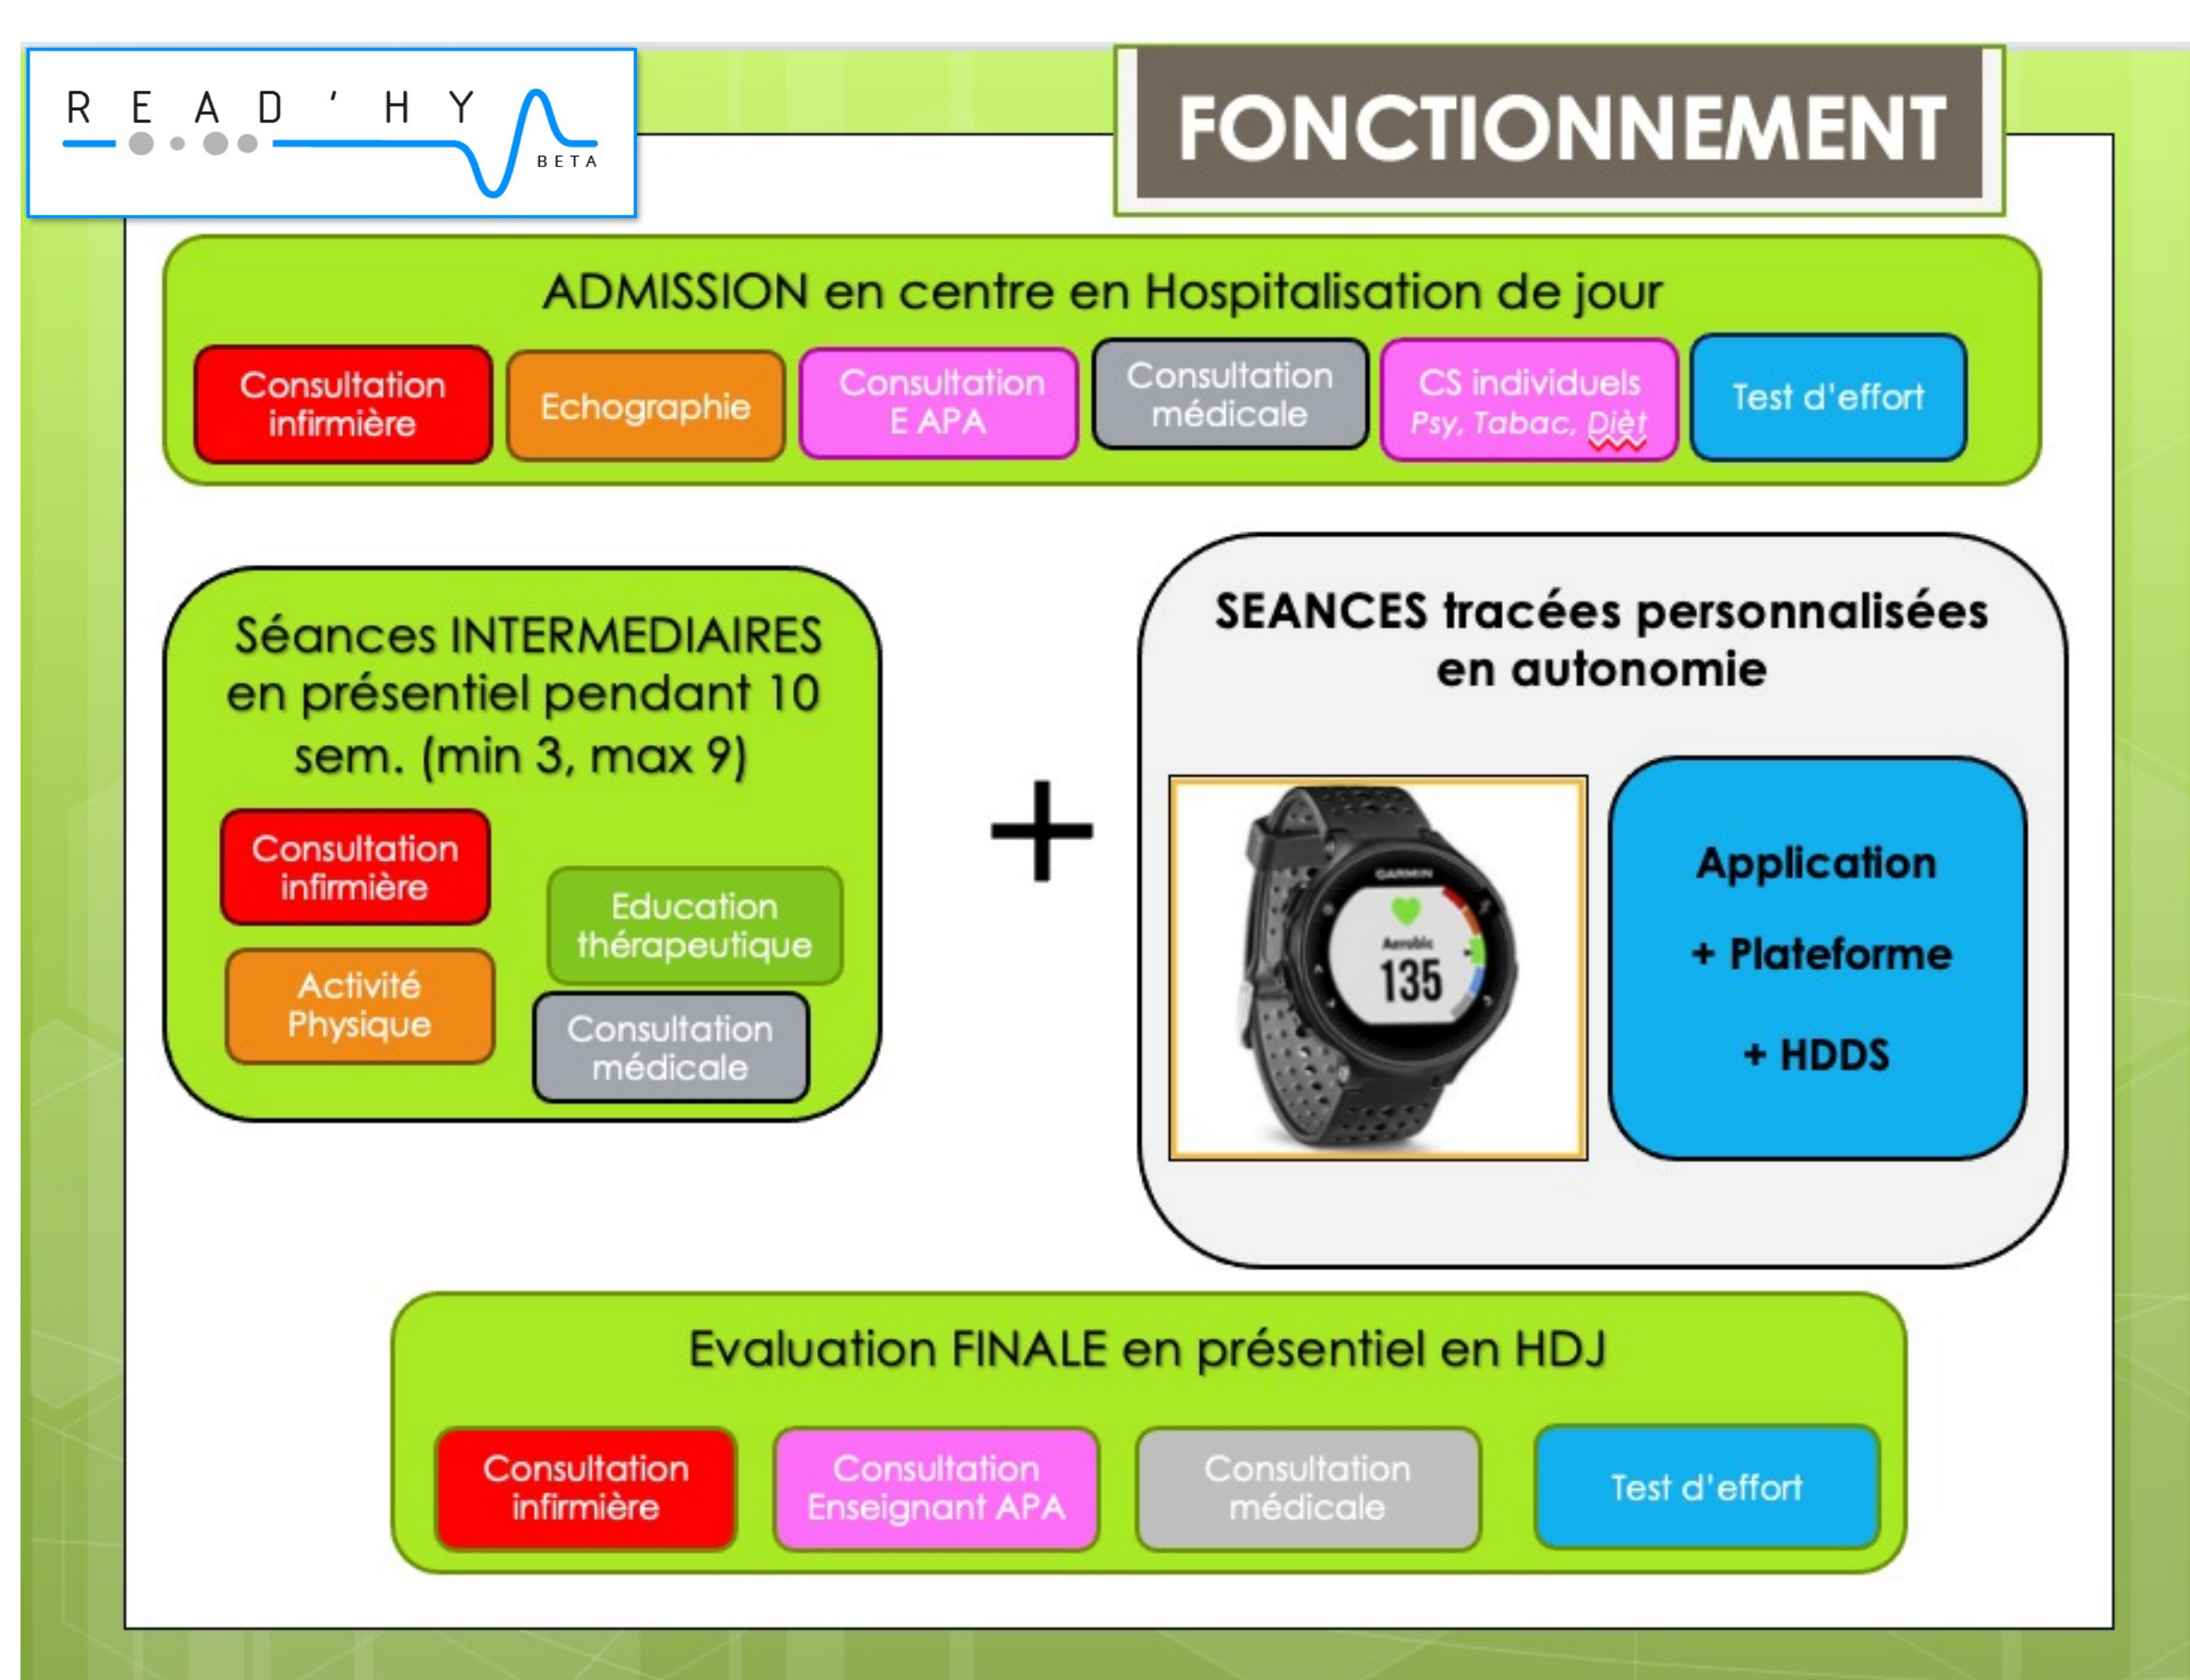 READ'HY
BETA
FONCTIONNEMENT
ADMISSION en centre en Hospitalisation de jour
Consultation
infirmière
Echographie
Consultation
E APA
Consultation
médicale
CS individuels
Psy, Tabac, Dièt
Test d'effort
Séances INTERMEDIAIRES
en présentiel pendant 10
sem. (min 3, max 9)
Consultation
infirmière
Activité
Physique
Education
thérapeutique
Consultation
médicale
+
SEANCES tracées personnalisées
en autonomie
GARMIN
Aerobic
135
Application
+ Plateforme
+ HDDS
Evaluation FINALE en présentiel en HDJ
Consultation
infirmière
Consultation
Enseignant APA
Consultation
médicale
Test d'effort